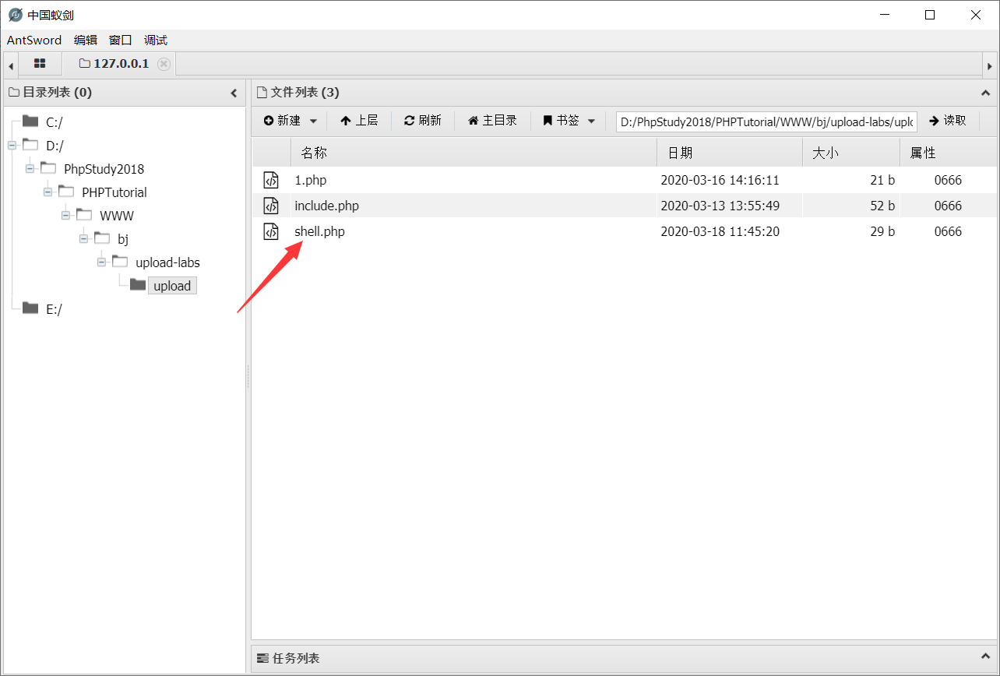 中国蚁剑
AntSword 编辑 窗口 调试
127.0.0.1
目录列表 (0)
C:/
D:/
PhpStudy2018
PHPTutorial
WWW
bj
upload-labs
upload
E:/
文件列表 (3)
新建 上层 刷新 主目录 书签 D:/PhpStudy2018/PHPTutorial/WWW/bj/upload-labs/uplo 读取
名称 日期 大小 属性
1.php 2020-03-16 14:16:11 21 b 0666
include.php 2020-03-13 13:55:49 52 b 0666
shell.php 2020-03-18 11:45:20 29 b 0666
任务列表